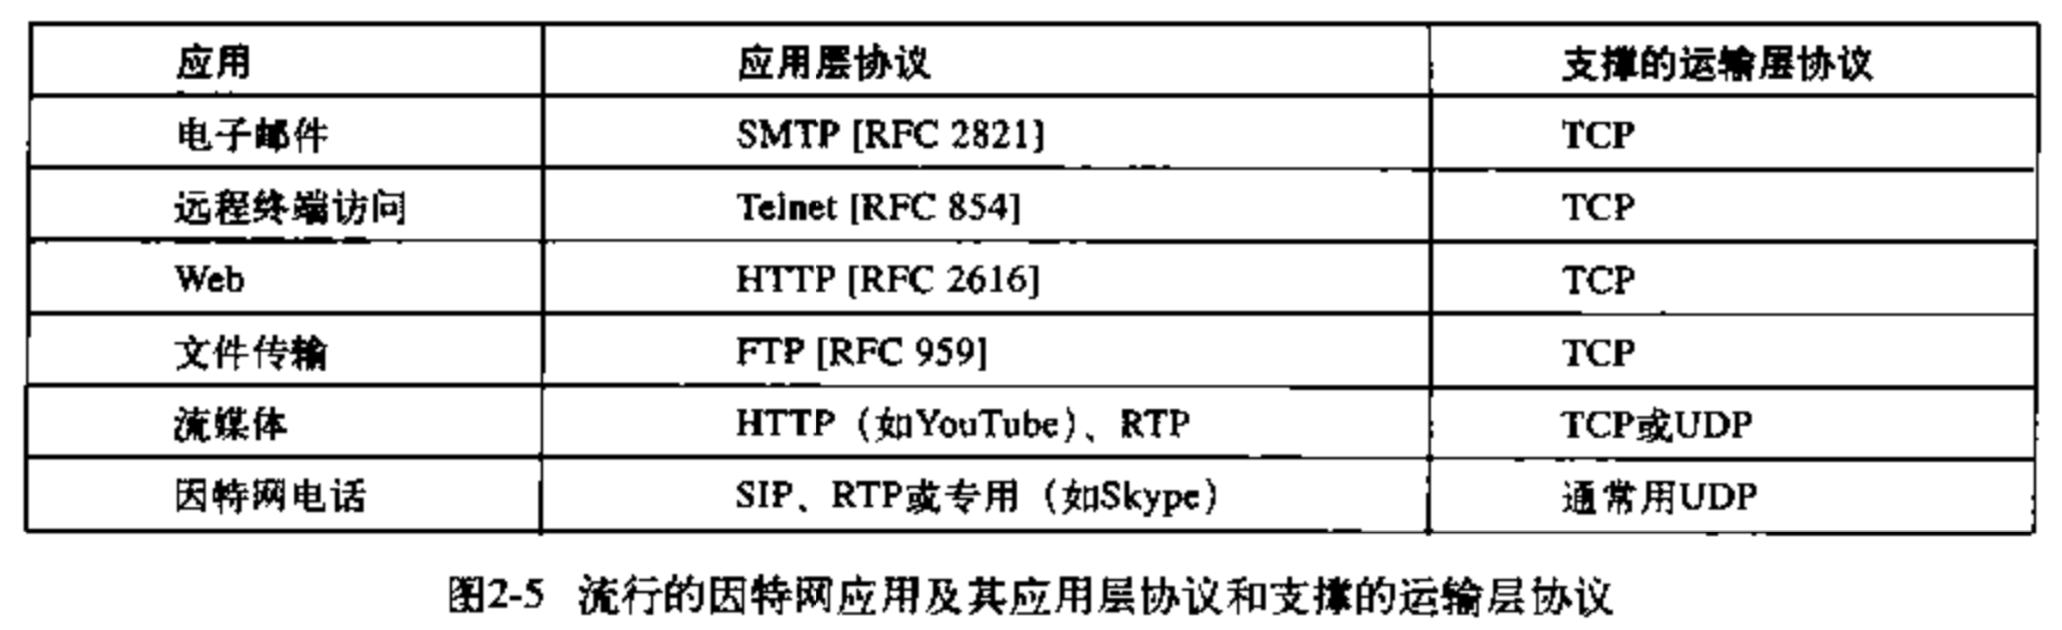 应用 应用层协议 支撑的运输层协议
电子邮件 SMTP [RFC 2821] TCP
远程终端访问 Telnet [RFC 854] TCP
Web HTTP [RFC 2616] TCP
文件传输 FTP [RFC 959] TCP
流媒体 HTTP（如YouTube）、RTP TCP或UDP
因特网电话 SIP、RTP或专用（如Skype） 通常用UDP
图2-5 流行的因特网应用及其应用层协议和支撑的运输层协议